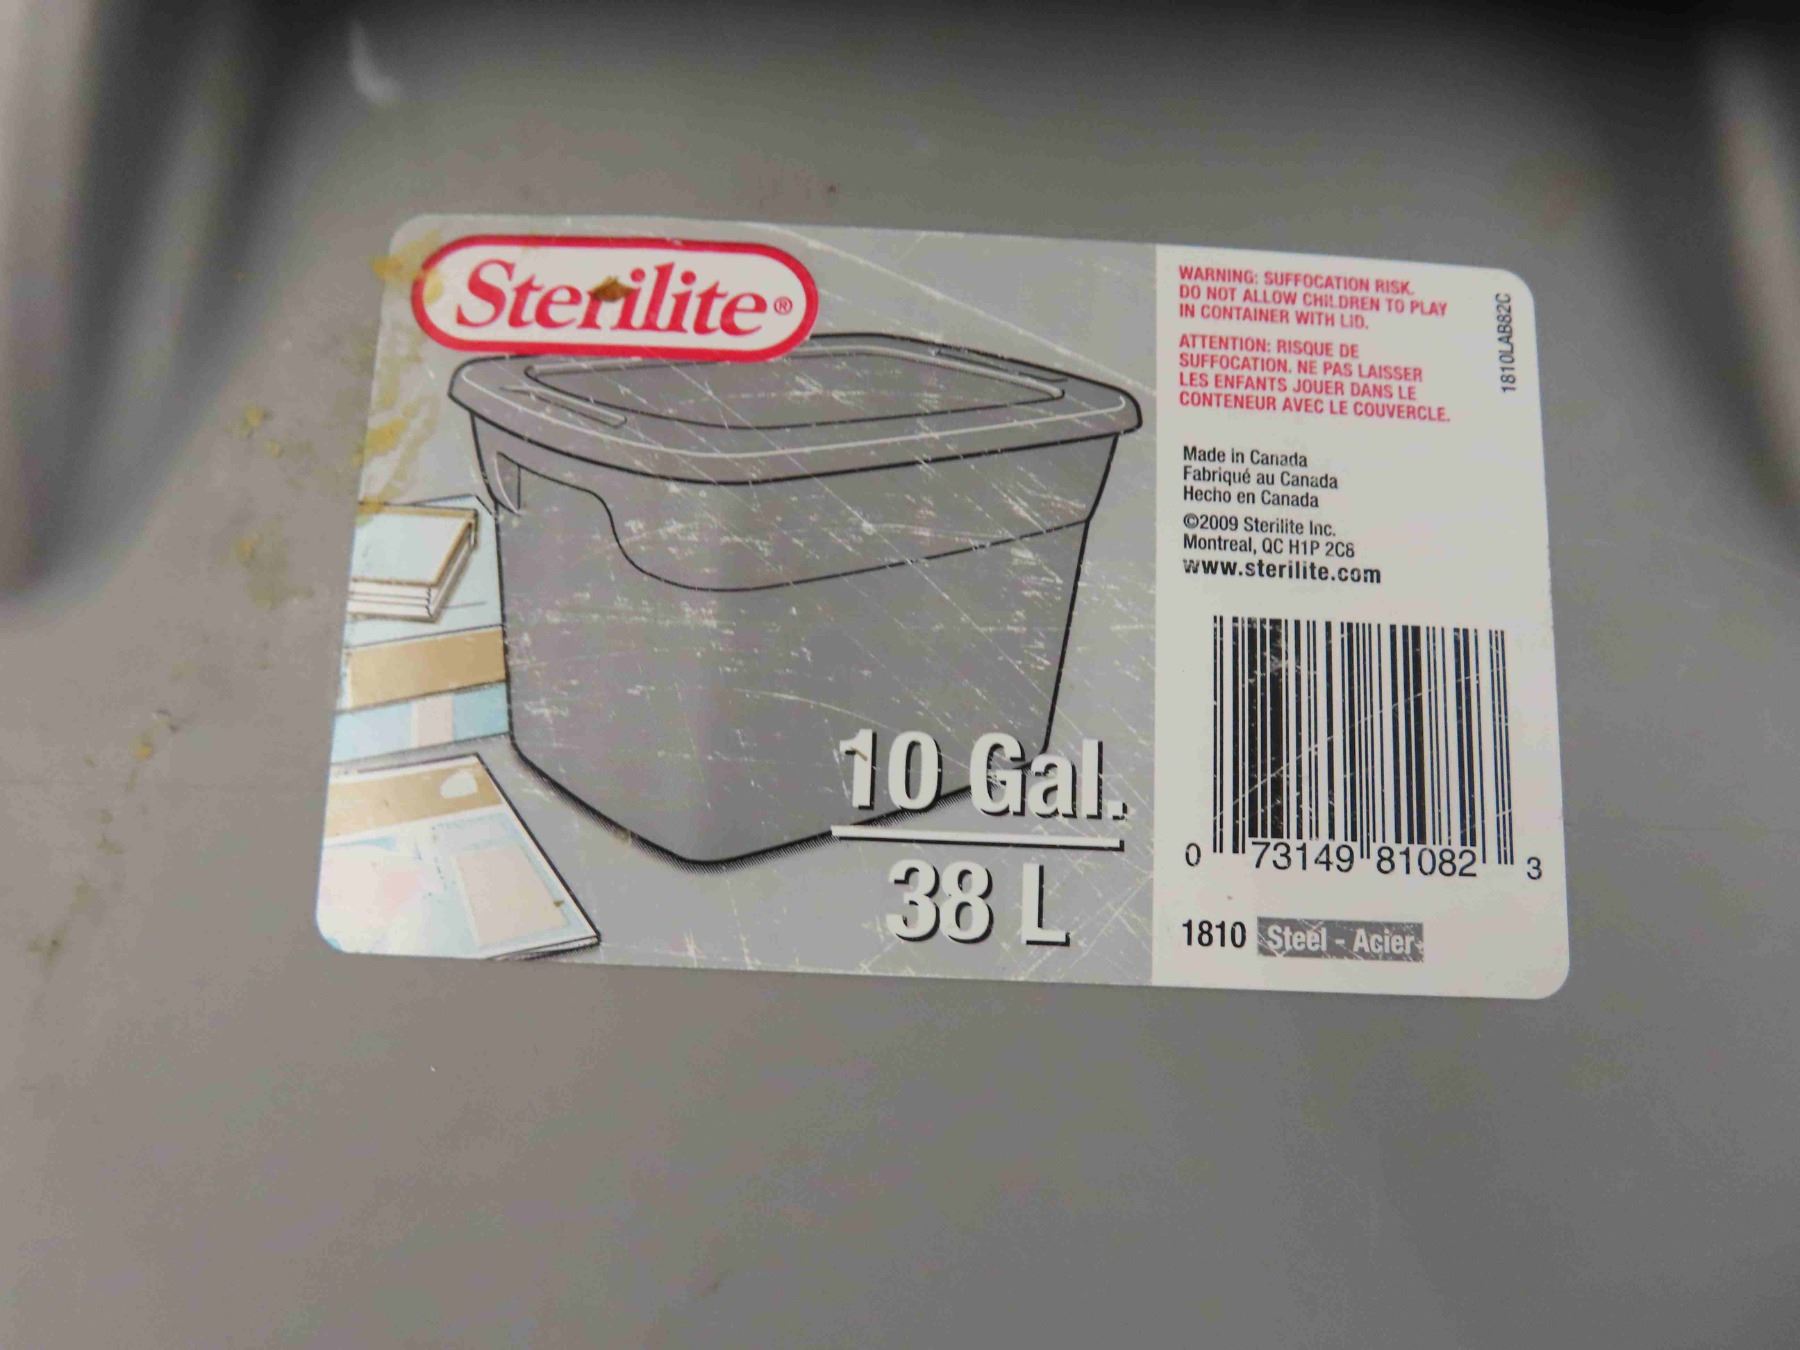 Sterilite®
10 Gal.
38 L
WARNING: SUFFOCATION RISK.
DO NOT ALLOW CHILDREN TO PLAY
IN CONTAINER WITH LID.
ATTENTION: RISQUE DE
SUFFOCATION. NE PAS LAISSER
LES ENFANTS JOUER DANS LE
CONTENEUR AVEC LE COUVERCLE.
1810LAB82C
Made in Canada
Fabriqué au Canada
Hecho en Canada
©2009 Sterilite Inc.
Montreal, QC H1P 2C8
www.sterilite.com
0 73149 81082 3
1810 Steel - Acier